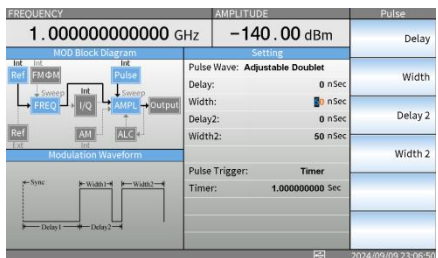 FREQUENCY AMPLITUDE Pulse
1.000000000000 GHz -140.00 dBm
MOD Block Diagram
Int Int
Ref FMΦM Pulse
Sweep Int Sweep
FREQ I/Q AMPL Output
Ref AM ALC
Ext Int
Modulation Waveform
Sync Width1 Width2
Delay1 Delay2
Setting
Pulse Wave: Adjustable Doublet
Delay: 0 nSec
Width: 50 nSec
Delay2: 0 nSec
Width2: 50 nSec
Pulse Trigger: Timer
Timer: 1.000000000 Sec
Delay
Width
Delay 2
Width 2
2024/09/09 23:06:50